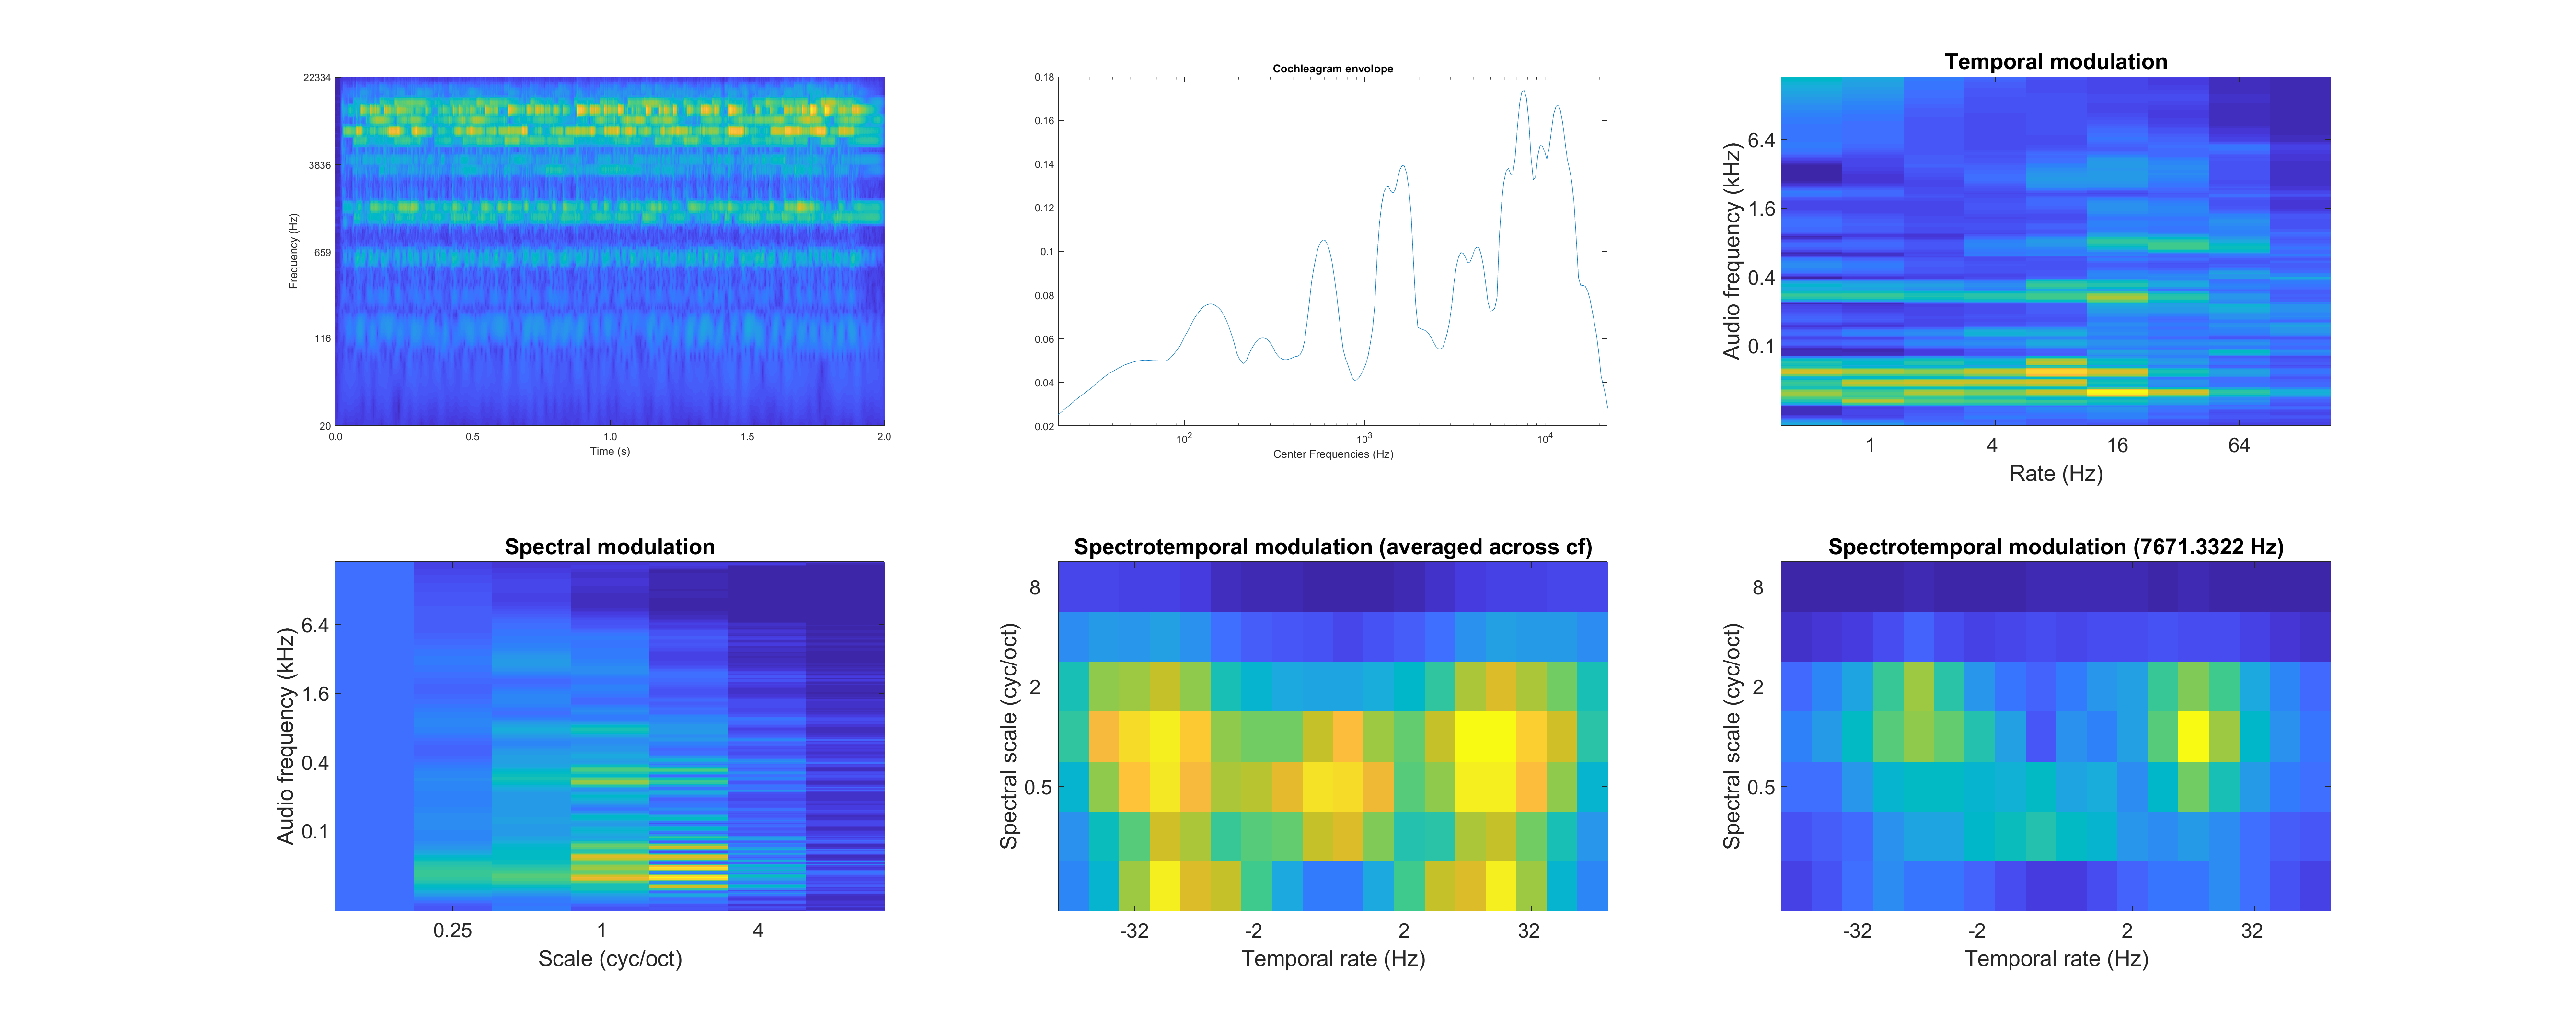 22334
3836
659
116
20
Frequency (Hz)
0.0 0.5 1.0 1.5 2.0
Time (s)
Cochleagram envolope
0.18
0.16
0.14
0.12
0.1
0.08
0.06
0.04
0.02
10^2 10^3 10^4
Center Frequencies (Hz)
Temporal modulation
6.4
1.6
0.4
0.1
Audio frequency (kHz)
1 4 16 64
Rate (Hz)
Spectral modulation
6.4
1.6
0.4
0.1
Audio frequency (kHz)
0.25 1 4
Scale (cyc/oct)
Spectrotemporal modulation (averaged across cf)
8
2
0.5
Spectral scale (cyc/oct)
-32 -2 2 32
Temporal rate (Hz)
Spectrotemporal modulation (7671.3322 Hz)
8
2
0.5
Spectral scale (cyc/oct)
-32 -2 2 32
Temporal rate (Hz)